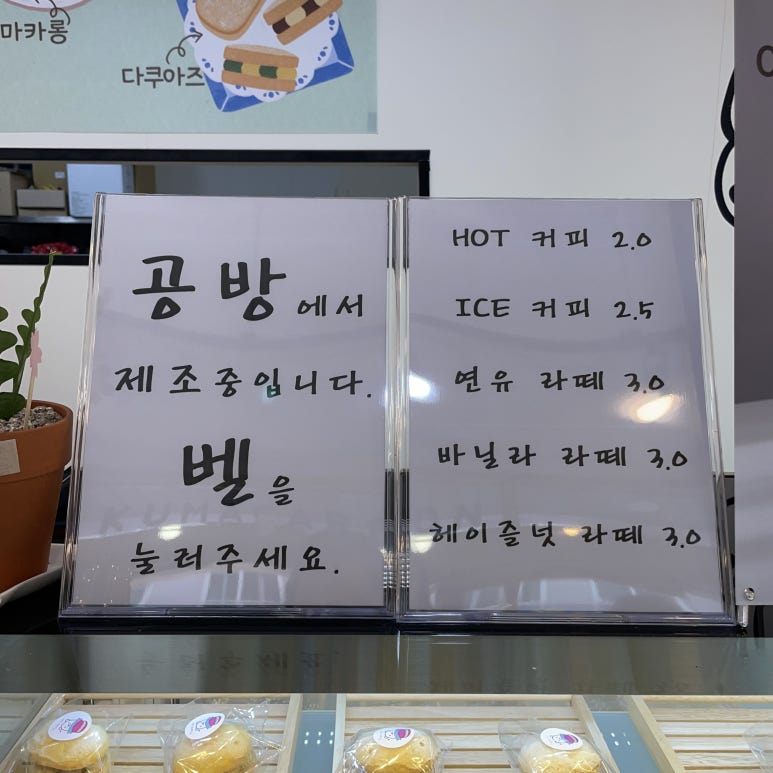 마카롱
다쿠아즈
공방에서
제조중입니다.
벨을
눌러주세요.
HOT 커피 2.0
ICE 커피 2.5
연유 라떼 3.0
바닐라 라떼 3.0
헤이즐넛 라떼 3.0